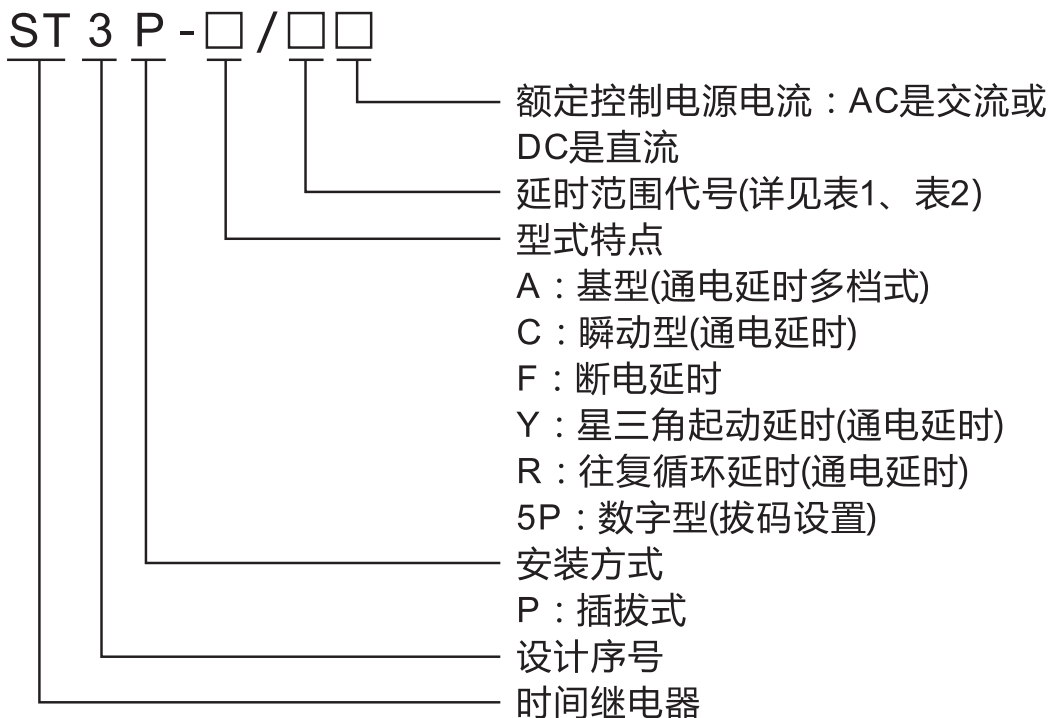 ST3P-□/□□
额定控制电源电流：AC是交流或
DC是直流
延时范围代号(详见表1、表2)
型式特点
A：基型(通电延时多档式)
C：瞬动型(通电延时)
F：断电延时
Y：星三角起动延时(通电延时)
R：往复循环延时(通电延时)
5P：数字型(拔码设置)
安装方式
P：插拔式
设计序号
时间继电器